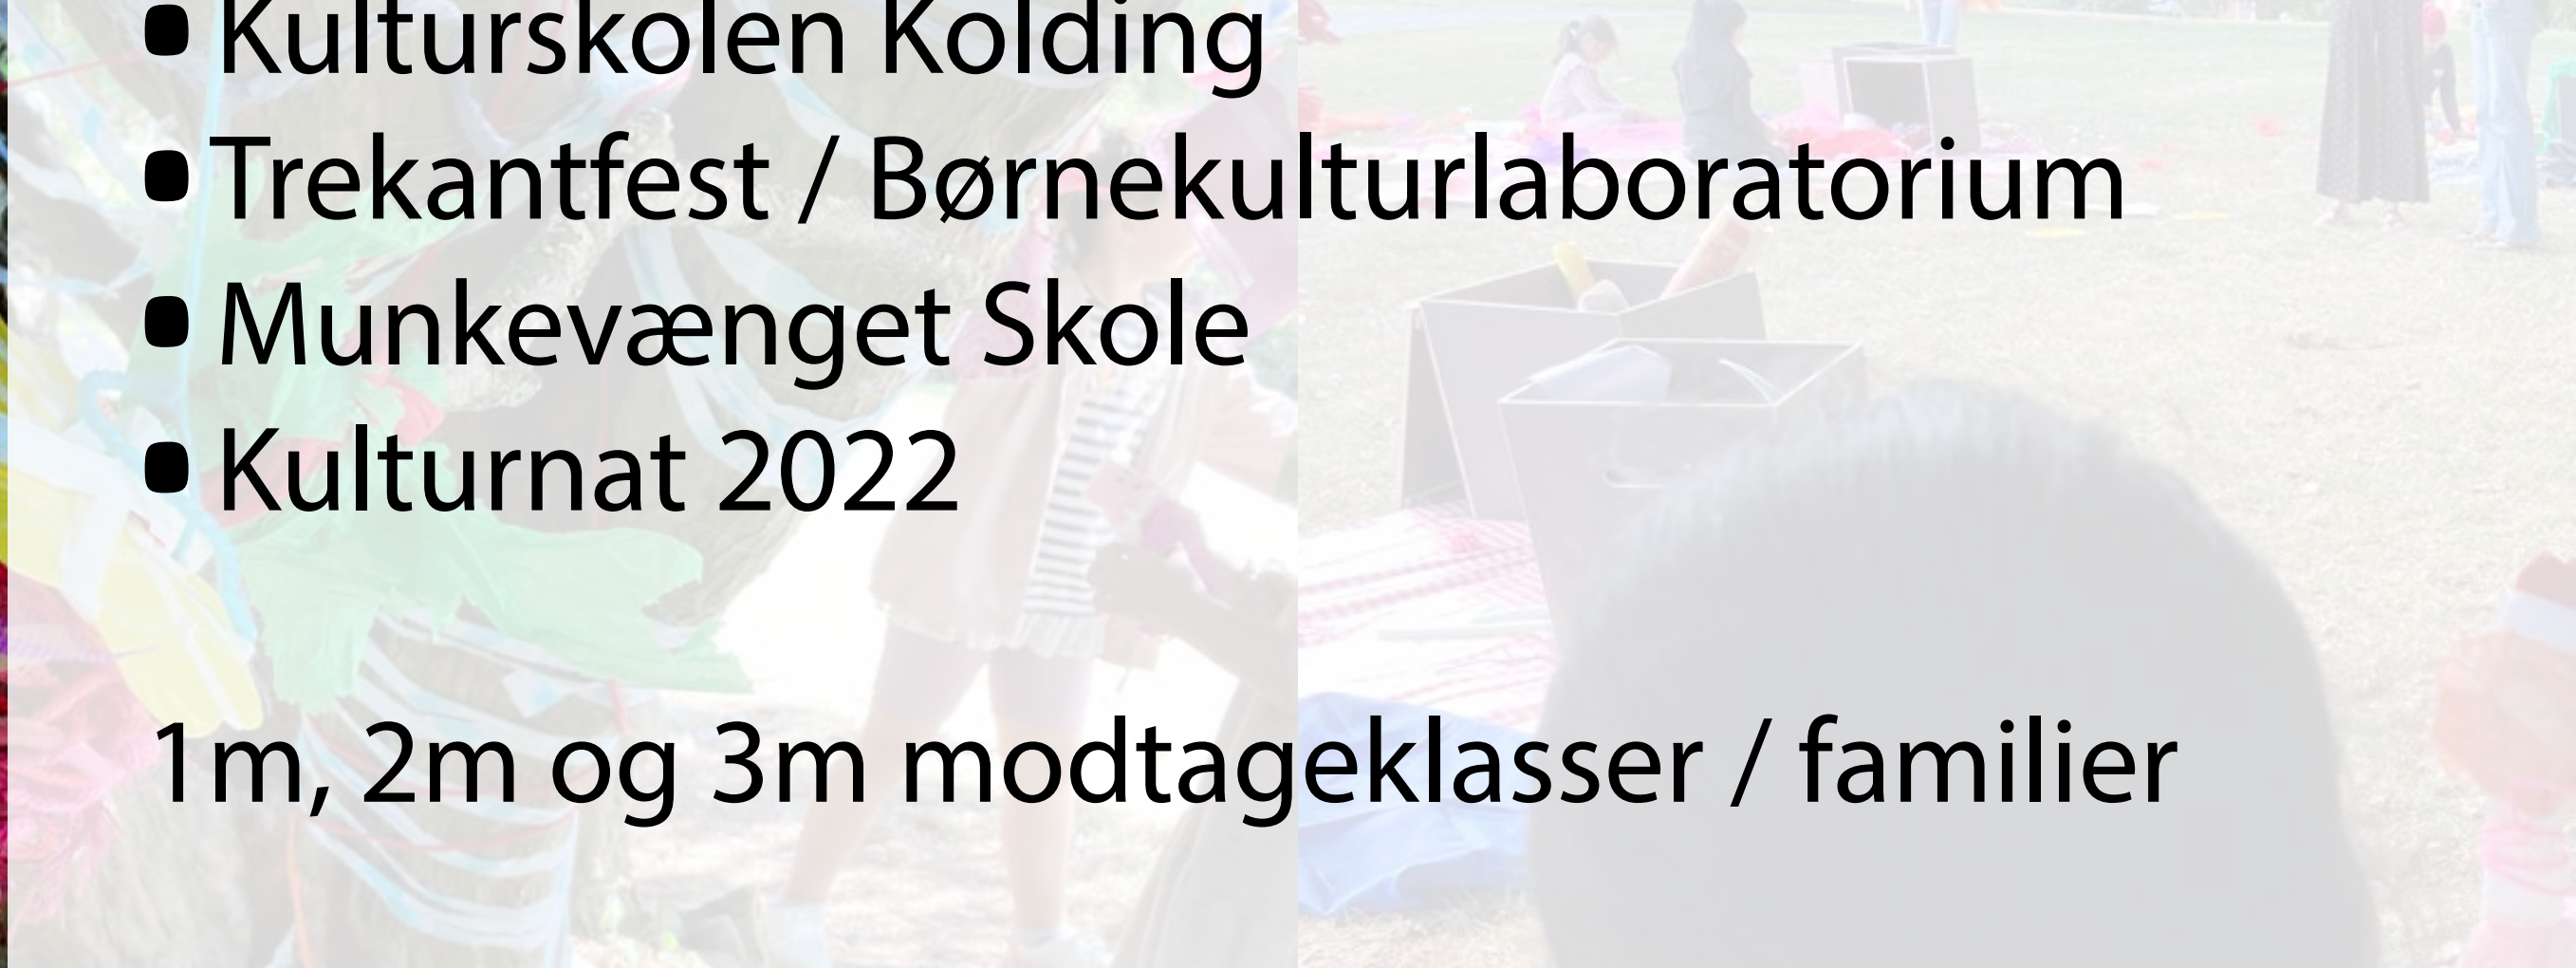 • Kulturskolen Kolding
• Trekantfest / Børnekulturlaboratorium
• Munkevænget Skole
• Kulturnat 2022
1m, 2m og 3m modtageklasser / familier